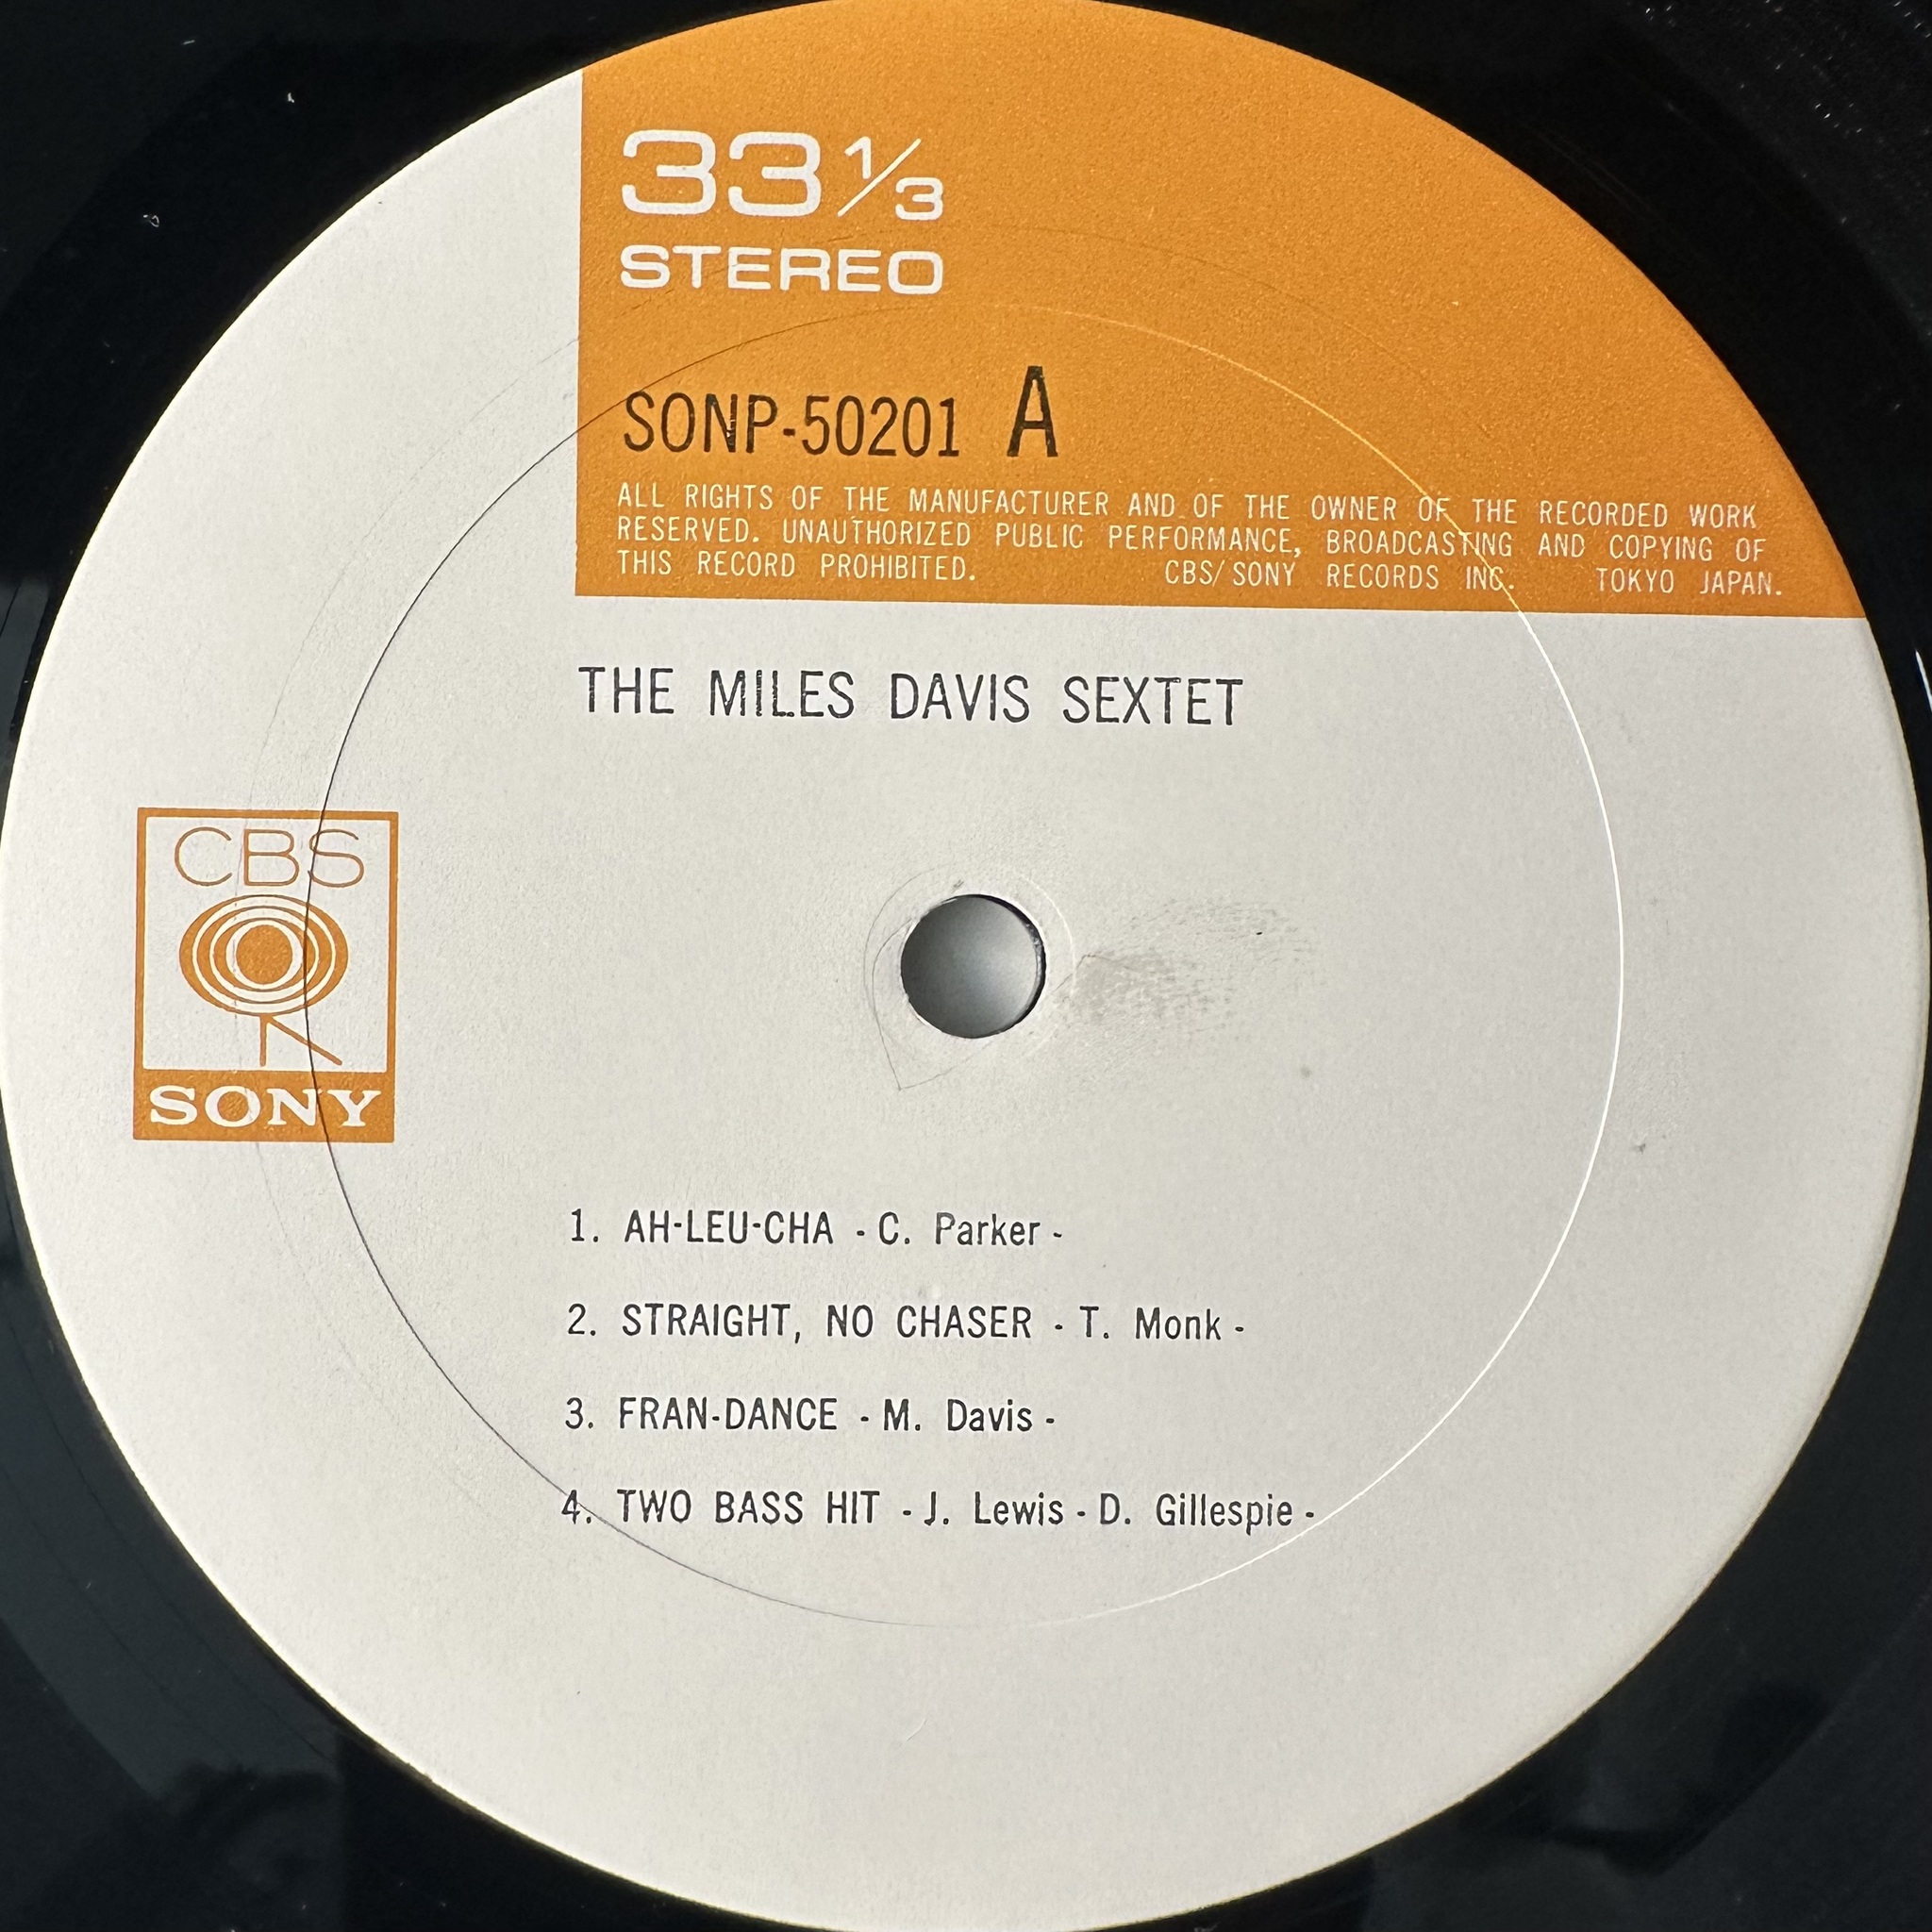 33 1/3
STEREO
SONP-50201 A
ALL RIGHTS OF THE MANUFACTURER AND OF THE OWNER OF THE RECORDED WORK
RESERVED. UNAUTHORIZED PUBLIC PERFORMANCE, BROADCASTING AND COPYING OF
THIS RECORD PROHIBITED. CBS/SONY RECORDS INC. TOKYO JAPAN.
THE MILES DAVIS SEXTET
CBS
SONY
1. AH-LEU-CHA - C. Parker -
2. STRAIGHT, NO CHASER - T. Monk -
3. FRAN-DANCE - M. Davis -
4. TWO BASS HIT - J. Lewis - D. Gillespie -